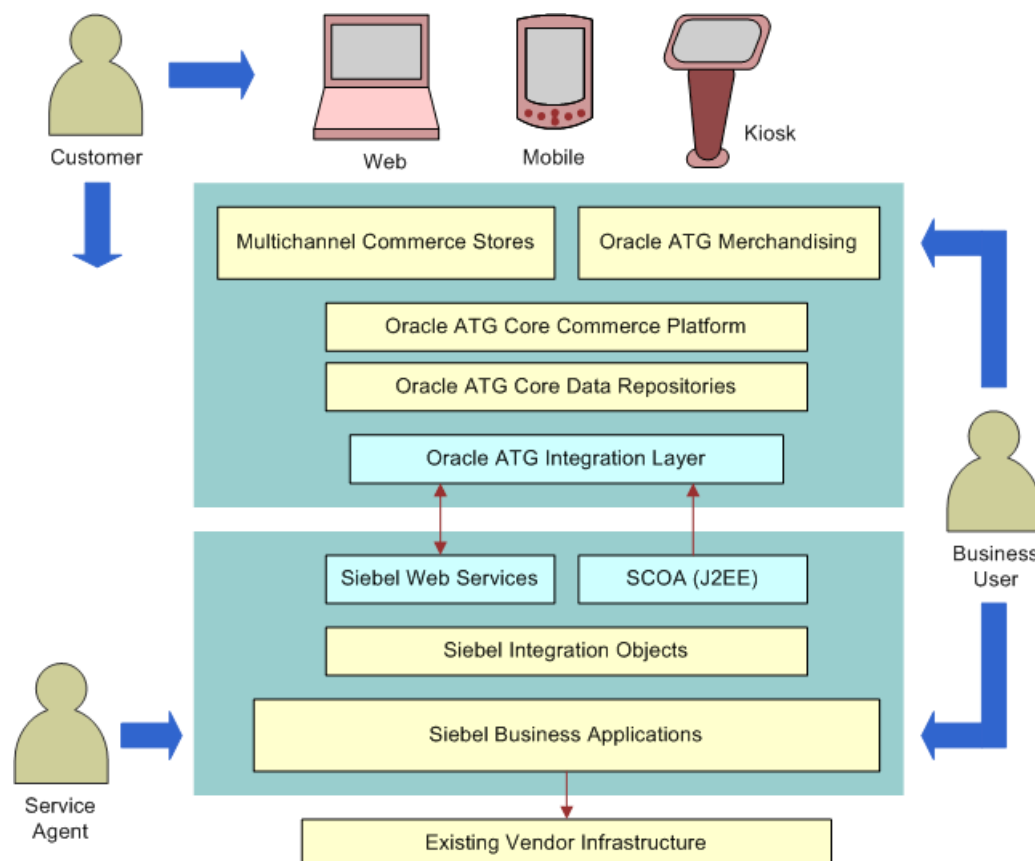 Customer
Web
Mobile
Kiosk
Multichannel Commerce Stores
Oracle ATG Merchandising
Oracle ATG Core Commerce Platform
Oracle ATG Core Data Repositories
Oracle ATG Integration Layer
Business
User
Siebel Web Services
SCOA (J2EE)
Siebel Integration Objects
Siebel Business Applications
Service
Agent
Existing Vendor Infrastructure